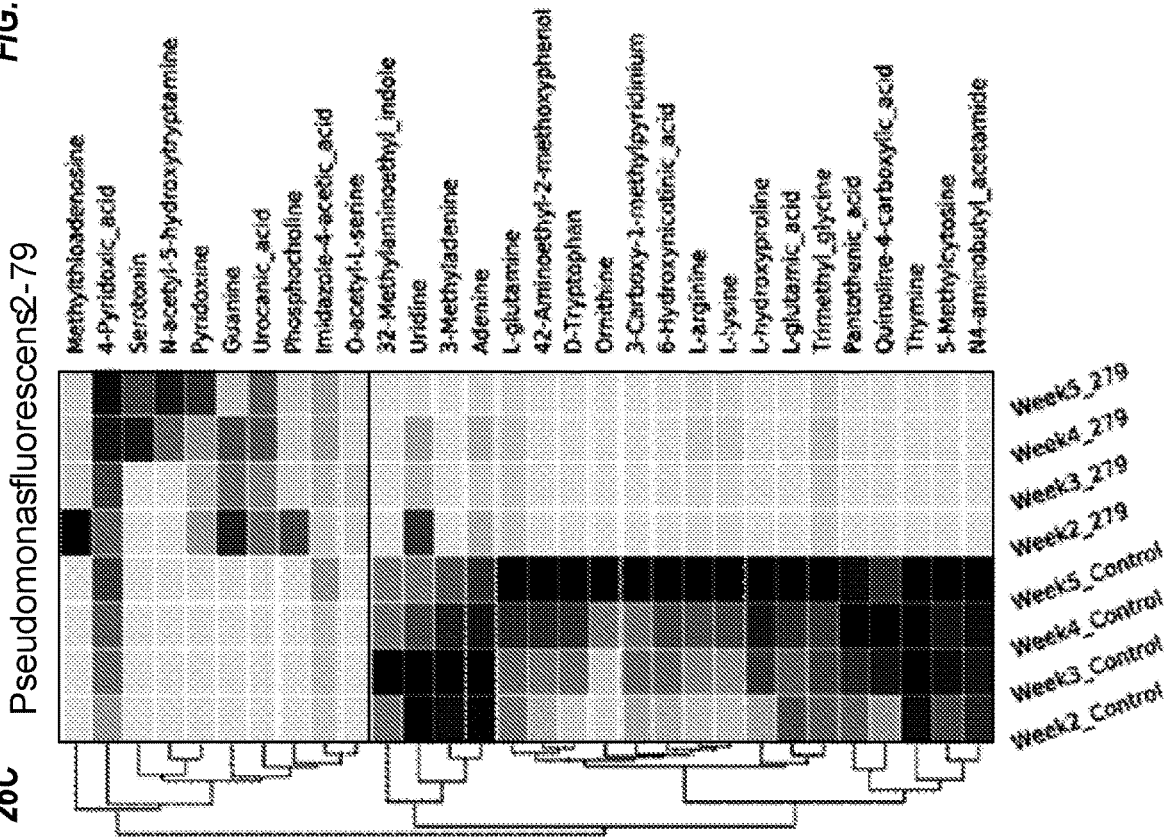 FIG.
26C
Pseudomonasfluorescens2-79
Methylthioadenosine
4-Pyridoxic_acid
Serotonin
N-acetyl-5-hydroxytryptamine
Pyridoxine
Guanine
Urocanic_acid
Phosphocholine
Imidazole-4-acetic_acid
O-acetyl-L-serine
32-Methylaminoethyl_indole
Uridine
3-Methyladenine
Adenine
L-glutamine
42-Aminoethyl-2-methoxyphenol
D-Tryptophan
Ornithine
3-Carboxy-1-methylpyridinium
6-Hydroxynicotinic_acid
L-arginine
L-lysine
L-hydroxyproline
L-glutamic_acid
Trimethyl_glycine
Pantothenic_acid
Quinoline-4-carboxylic_acid
Thymine
5-Methylcytosine
N4-aminobutyl_acetamide
Week5_279
Week4_279
Week3_279
Week2_279
Week5_Control
Week4_Control
Week3_Control
Week2_Control